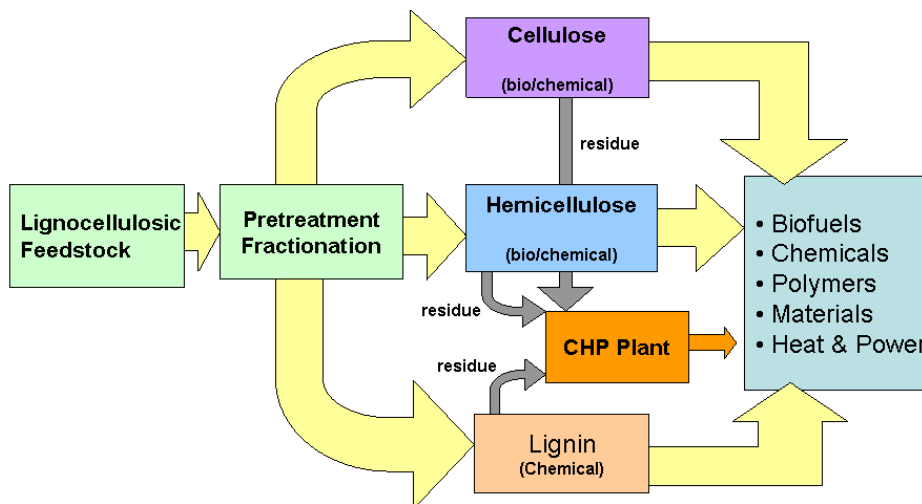 Lignocellulosic
Feedstock
Pretreatment
Fractionation
Cellulose
(bio/chemical)
residue
Hemicellulose
(bio/chemical)
residue
CHP Plant
residue
Lignin
(Chemical)
• Biofuels
• Chemicals
• Polymers
• Materials
• Heat & Power